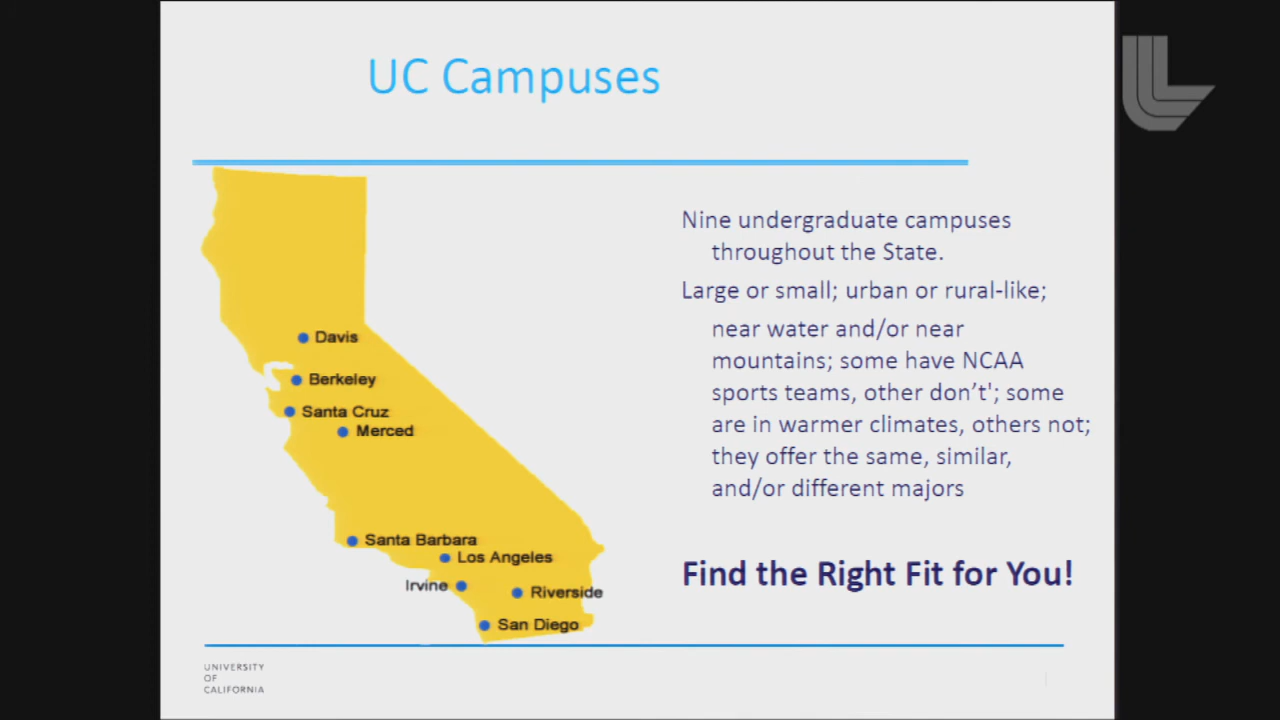 UC Campuses
Nine undergraduate campuses
throughout the State.
Large or small; urban or rural-like;
near water and/or near
mountains; some have NCAA
sports teams, other don’t'; some
are in warmer climates, others not;
they offer the same, similar,
and/or different majors
Find the Right Fit for You!
Davis
Berkeley
Santa Cruz
Merced
Santa Barbara
Los Angeles
Irvine
Riverside
San Diego
UNIVERSITY
OF
CALIFORNIA